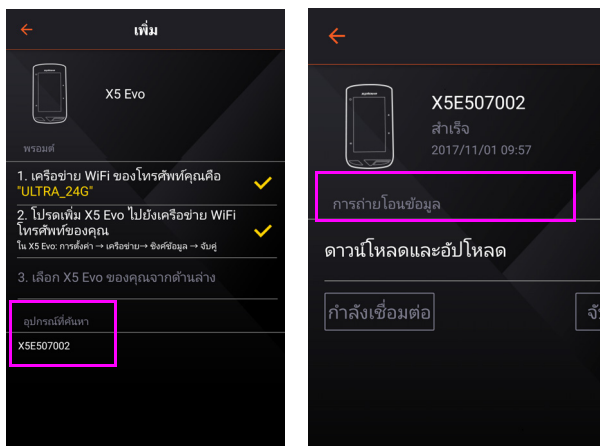 เพิ่ม
X5 Evo
พรอมต์
1. เครือข่าย WiFi ของโทรศัพท์คุณคือ
"ULTRA_24G"
2. โปรดเพิ่ม X5 Evo ไปยังเครือข่าย WiFi
โทรศัพท์ของคุณ
ใน X5 Evo: การตั้งค่า → เครือข่าย→ ซิงค์ข้อมูล → จับคู่
3. เลือก X5 Evo ของคุณจากด้านล่าง
อุปกรณ์ที่ค้นหา
X5E507002
X5E507002
สำเร็จ
2017/11/01 09:57
การถ่ายโอนข้อมูล
ดาวน์โหลดและอัปโหลด
กำลังเชื่อมต่อ